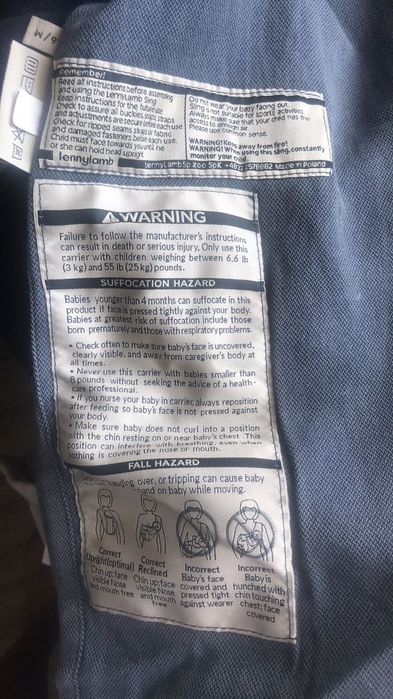 M/9
Remember!
Read all instructions before assembling
and using the LennyLamb Sling
Keep instructions for the future use
Check to assure all buckles, snaps, straps
and adjustments are secure before each use
Check for ripped seams, straps or fabric
and damaged fasteners before each use.
Child must face towards you until he
or she can hold head upright
lennylamb
Do not wear your baby facing out.
Sling is not suitable for sports activities
Always make sure that your child has the
access to air.
Please use common sense.
WARNING! Keep away from fire!
WARNING! When using this sling, constantly
monitor your child.
LennyLamb Sp. z oo SpK Made in Poland
WARNING
Failure to follow the manufacturer's instructions
can result in death or serious injury. Only use this
carrier with children weighing between 6.6 lb
(3 kg) and 55 lb (25 kg) pounds.
SUFFOCATION HAZARD
Babies younger than 4 months can suffocate in this
product if face is pressed tightly against your body.
Babies at greatest risk of suffocation include those
born prematurely and those with respiratory problems.
• Check often to make sure baby's face is uncovered,
clearly visible, and away from caregiver's body at
all times.
• Never use this carrier with babies smaller than
8 pounds without seeking the advice of a health-
care professional.
• If you nurse your baby in carrier, always reposition
after feeding so baby's face is not pressed against
your body.
• Make sure baby does not curl into a position
with the chin resting on or near baby's chest .This
position can interfere with breathing, even when
nothing is covering the nose or mouth.
FALL HAZARD
over, or tripping can cause baby
and on baby while moving.
Correct
Upright(optimal)
Chin up; face
visible Nose
and mouth free
Correct
Reclined
Chin up; face
visible Nose
and mouth
free
Incorrect
Baby's face
covered and
pressed tight
against wearer
Incorrect
Baby is
hunched with
chin touching
chest; face
covered